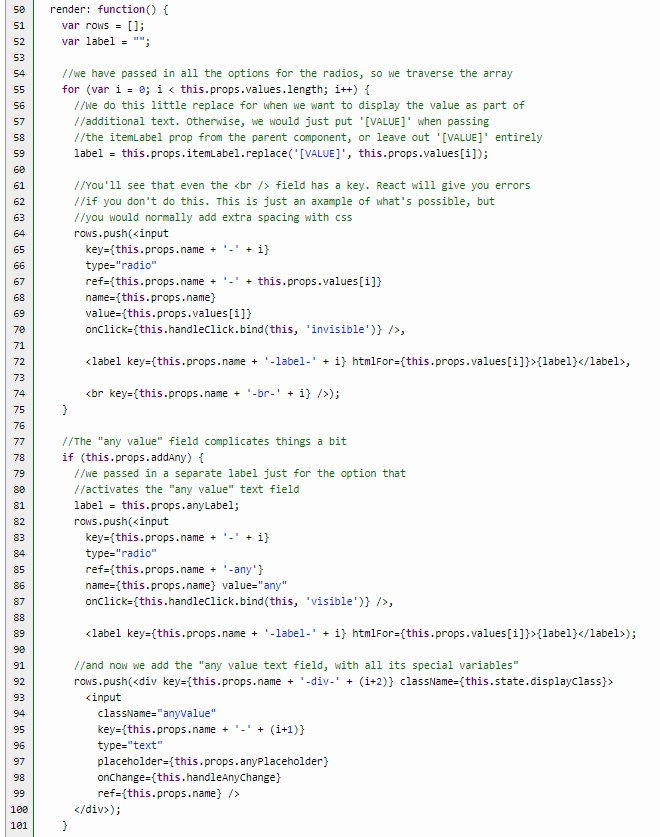 50 render: function() {
51 var rows = [];
52 var label = "";
53
54 //we have passed in all the options for the radios, so we traverse the array
55 for (var i = 0; i < this.props.values.length; i++) {
56 //We do this little replace for when we want to display the value as part of
57 //additional text. Otherwise, we would just put '[VALUE]' when passing
58 //the itemLabel prop from the parent component, or leave out '[VALUE]' entirely
59 label = this.props.itemLabel.replace('[VALUE]', this.props.values[i]);
60
61 //You'll see that even the <br /> field has a key. React will give you errors
62 //if you don't do this. This is just an axample of what's possible, but
63 //you would normally add extra spacing with css
64 rows.push(<input
65 key={this.props.name + '-' + i}
66 type="radio"
67 ref={this.props.name + '-' + this.props.values[i]}
68 name={this.props.name}
69 value={this.props.values[i]}
70 onClick={this.handleClick.bind(this, 'invisible')} />,
71
72 <label key={this.props.name + '-label-' + i} htmlFor={this.props.values[i]}>{label}</label>,
73
74 <br key={this.props.name + '-br-' + i} />);
75 }
76
77 //The "any value" field complicates things a bit
78 if (this.props.addAny) {
79 //we passed in a separate label just for the option that
80 //activates the "any value" text field
81 label = this.props.anyLabel;
82 rows.push(<input
83 key={this.props.name + '-' + i}
84 type="radio"
85 ref={this.props.name + '-any'}
86 name={this.props.name} value="any"
87 onClick={this.handleClick.bind(this, 'visible')} />,
88
89 <label key={this.props.name + '-label-' + i} htmlFor={this.props.values[i]}>{label}</label>);
90
91 //and now we add the "any value text field, with all its special variables"
92 rows.push(<div key={this.props.name + '-div-' + (i+2)} className={this.state.displayClass}>
93 <input
94 className="anyValue"
95 key={this.props.name + '-' + (i+1)}
96 type="text"
97 placeholder={this.props.anyPlaceholder}
98 onChange={this.handleAnyChange}
99 ref={this.props.name} />
100 </div>);
101 }